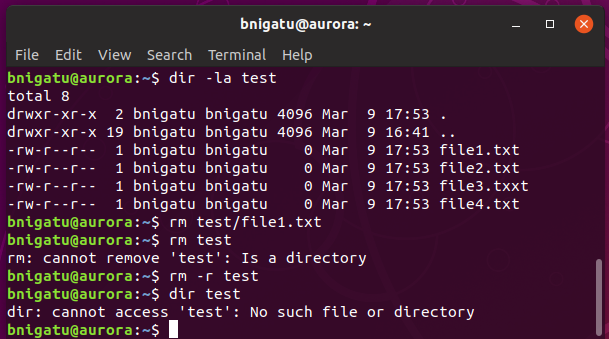 bnigatu@aurora: ~
File Edit View Search Terminal Help
bnigatu@aurora:~$ dir -la test
total 8
drwxr-xr-x  2 bnigatu bnigatu 4096 Mar  9 17:53 .
drwxr-xr-x 19 bnigatu bnigatu 4096 Mar  9 16:41 ..
-rw-r--r--  1 bnigatu bnigatu    0 Mar  9 17:53 file1.txt
-rw-r--r--  1 bnigatu bnigatu    0 Mar  9 17:53 file2.txt
-rw-r--r--  1 bnigatu bnigatu    0 Mar  9 17:53 file3.txxt
-rw-r--r--  1 bnigatu bnigatu    0 Mar  9 17:53 file4.txt
bnigatu@aurora:~$ rm test/file1.txt
bnigatu@aurora:~$ rm test
rm: cannot remove 'test': Is a directory
bnigatu@aurora:~$ rm -r test
bnigatu@aurora:~$ dir test
dir: cannot access 'test': No such file or directory
bnigatu@aurora:~$